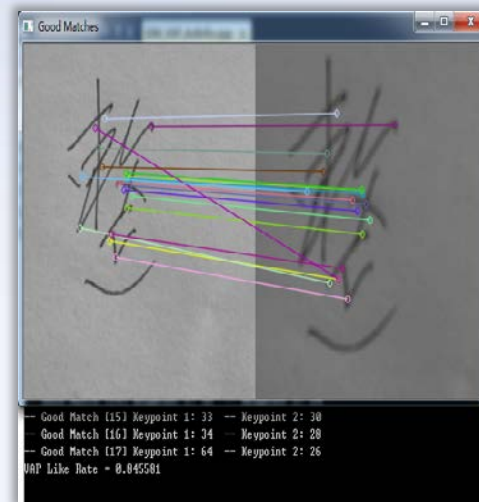 Good Matches
-- Good Match [15] Keypoint 1: 33 -- Keypoint 2: 30
-- Good Match [16] Keypoint 1: 34 -- Keypoint 2: 28
-- Good Match [17] Keypoint 1: 64 -- Keypoint 2: 26
VAP Like Rate = 0.845581